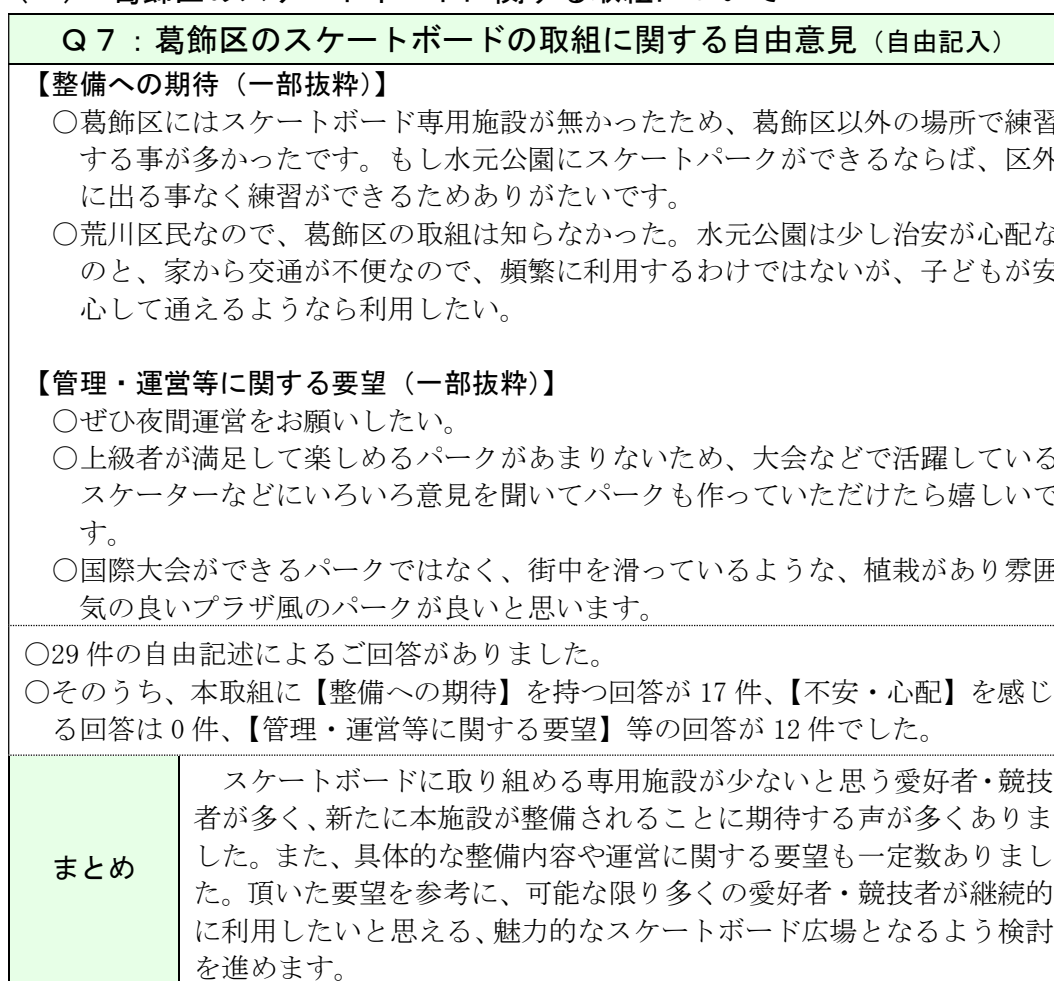 Ｑ７：葛飾区のスケートボードの取組に関する自由意見（自由記入）
【整備への期待（一部抜粋）】
○葛飾区にはスケートボード専用施設が無かったため、葛飾区以外の場所で練習
する事が多かったです。もし水元公園にスケートパークができるならば、区外
に出る事なく練習ができるためありがたいです。
○荒川区民なので、葛飾区の取組は知らなかった。水元公園は少し治安が心配な
のと、家から交通が不便なので、頻繁に利用するわけではないが、子どもが安
心して通えるようなら利用したい。
【管理・運営等に関する要望（一部抜粋）】
○ぜひ夜間運営をお願いしたい。
○上級者が満足して楽しめるパークがあまりないため、大会などで活躍している
スケーターなどにいろいろ意見を聞いてパークも作っていただけたら嬉しいで
す。
○国際大会ができるパークではなく、街中を滑っているような、植栽があり雰囲
気の良いプラザ風のパークが良いと思います。
○29 件の自由記述によるご回答がありました。
○そのうち、本取組に【整備への期待】を持つ回答が 17 件、【不安・心配】を感じ
る回答は 0 件、【管理・運営等に関する要望】等の回答が 12 件でした。
まとめ
スケートボードに取り組める専用施設が少ないと思う愛好者・競技
者が多く、新たに本施設が整備されることに期待する声が多くありま
した。また、具体的な整備内容や運営に関する要望も一定数ありまし
た。頂いた要望を参考に、可能な限り多くの愛好者・競技者が継続的
に利用したいと思える、魅力的なスケートボード広場となるよう検討
を進めます。